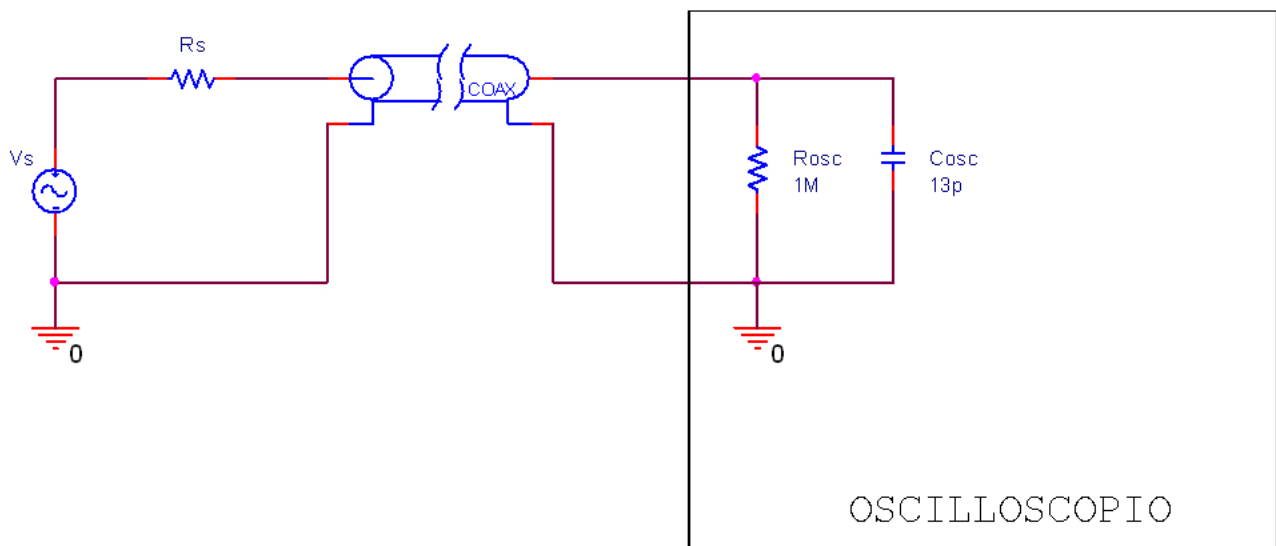 Rs
COAX
Vs
Rosc
1M
Cosc
13p
0
0
OSCILLOSCOPIO